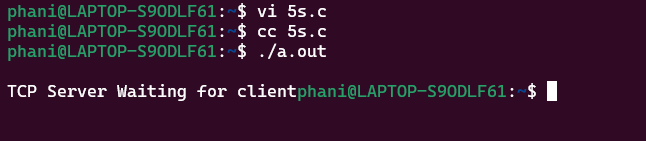 phani@LAPTOP-S9ODLF61:~$ vi 5s.c
phani@LAPTOP-S9ODLF61:~$ cc 5s.c
phani@LAPTOP-S9ODLF61:~$ ./a.out
TCP Server Waiting for clientphani@LAPTOP-S9ODLF61:~$